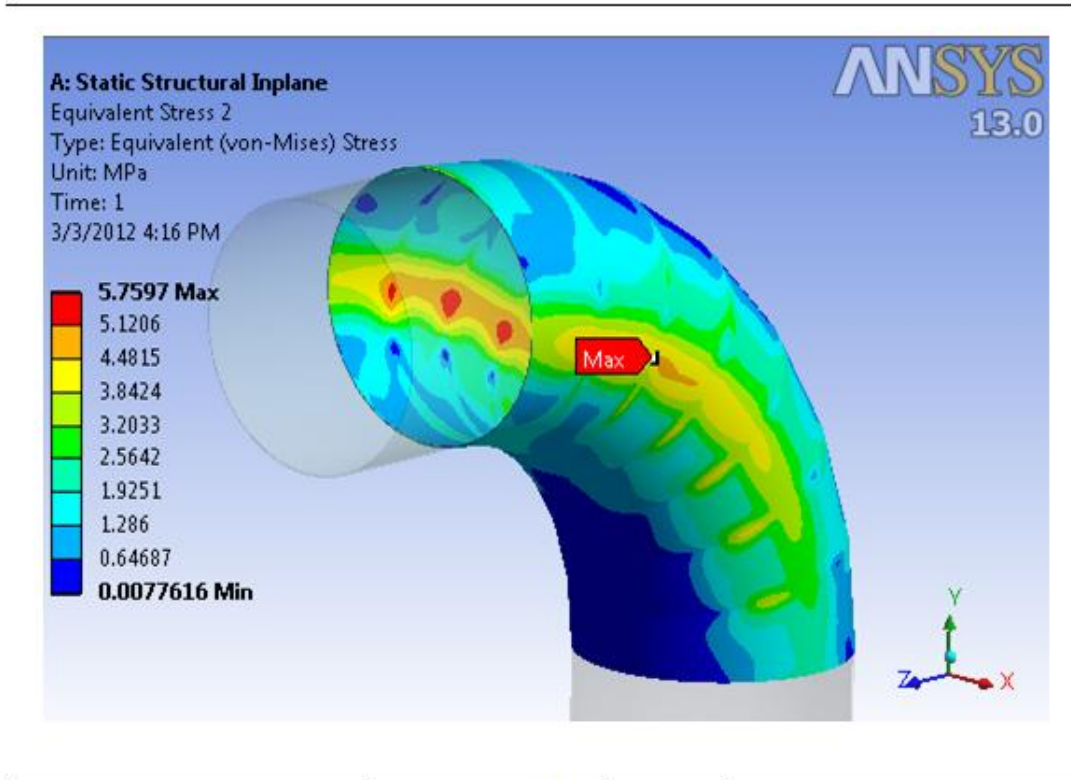 A: Static Structural Inplane
Equivalent Stress 2
Type: Equivalent (von-Mises) Stress
Unit: MPa
Time: 1
3/3/2012 4:16 PM
ANSYS
13.0
5.7597 Max
5.1206
4.4815
3.8424
3.2033
2.5642
1.9251
1.286
0.64687
0.0077616 Min
Max
Y
Z
X